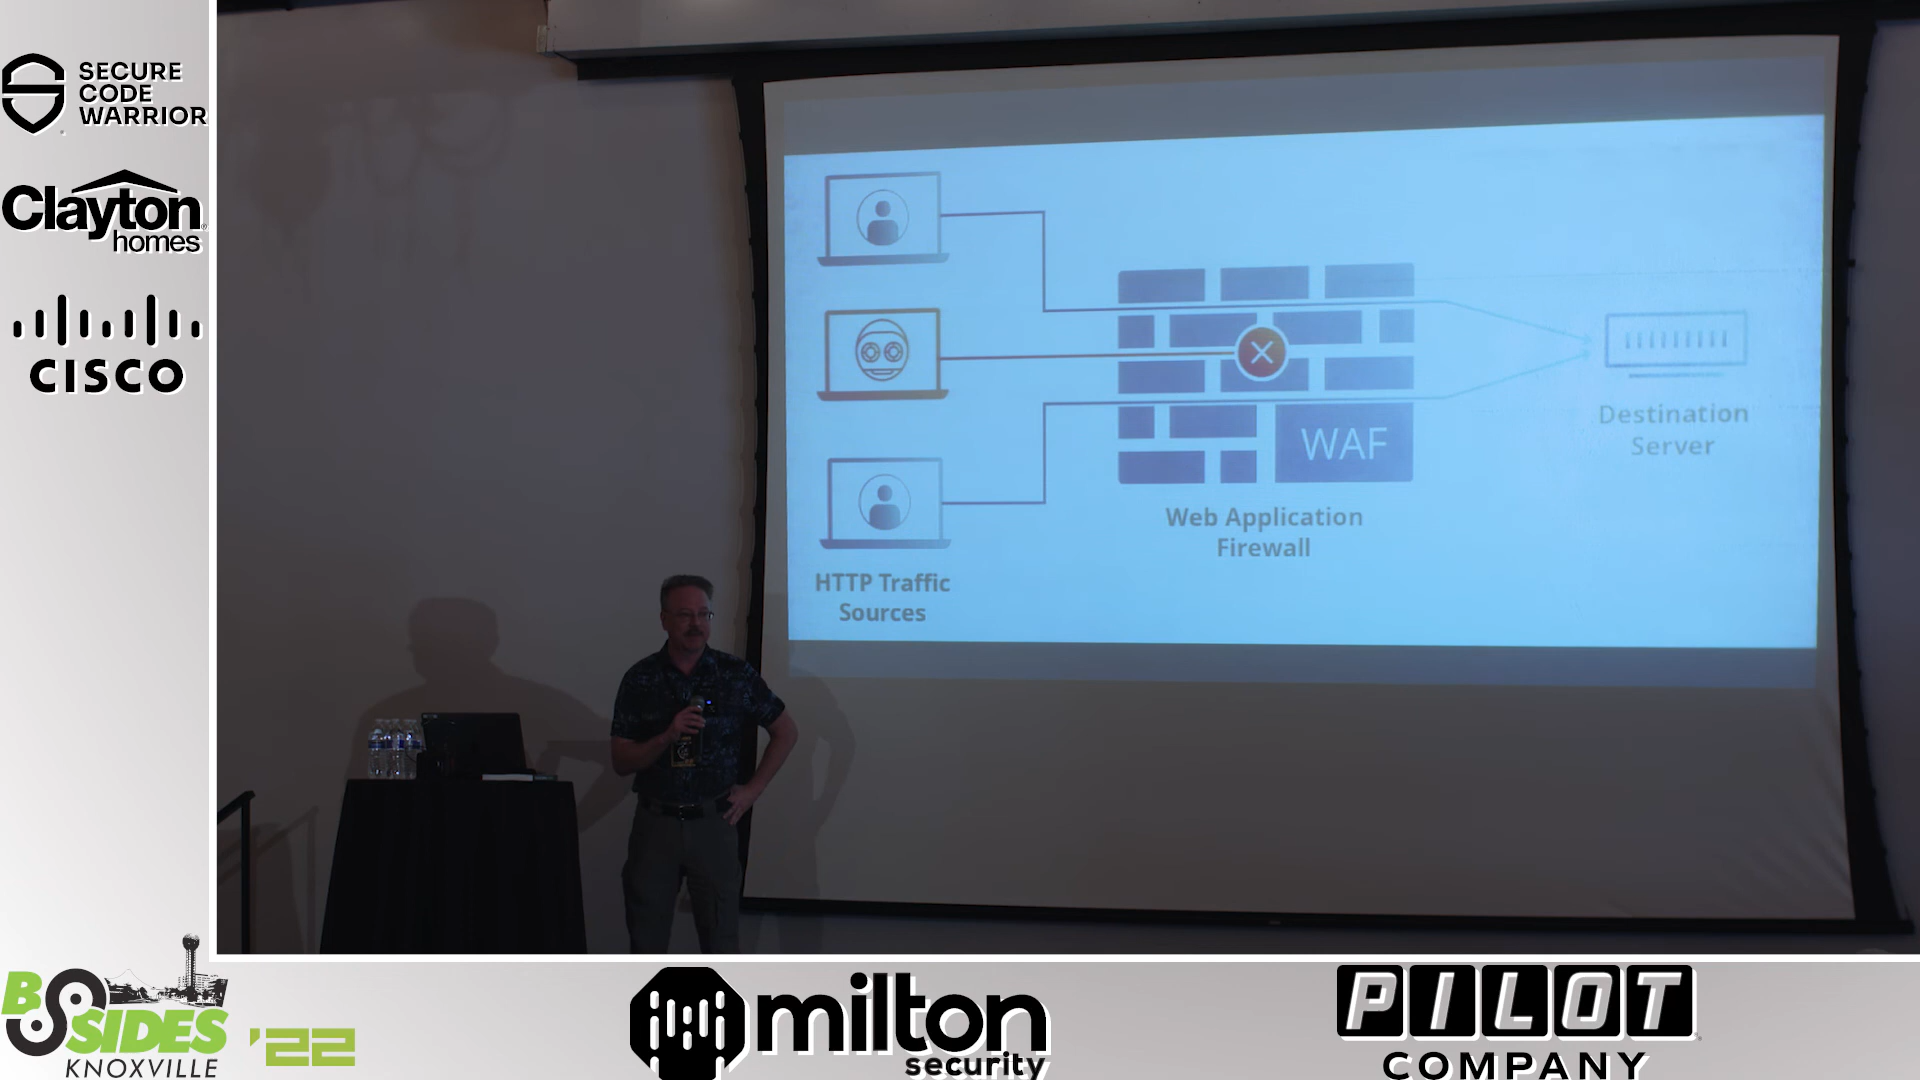 SECURE
CODE
WARRIOR
Clayton
homes
CISCO
WAF
Destination
Server
Web Application
Firewall
HTTP Traffic
Sources
BSIDES
KNOXVILLE
'22
milton
security
PILOT
COMPANY